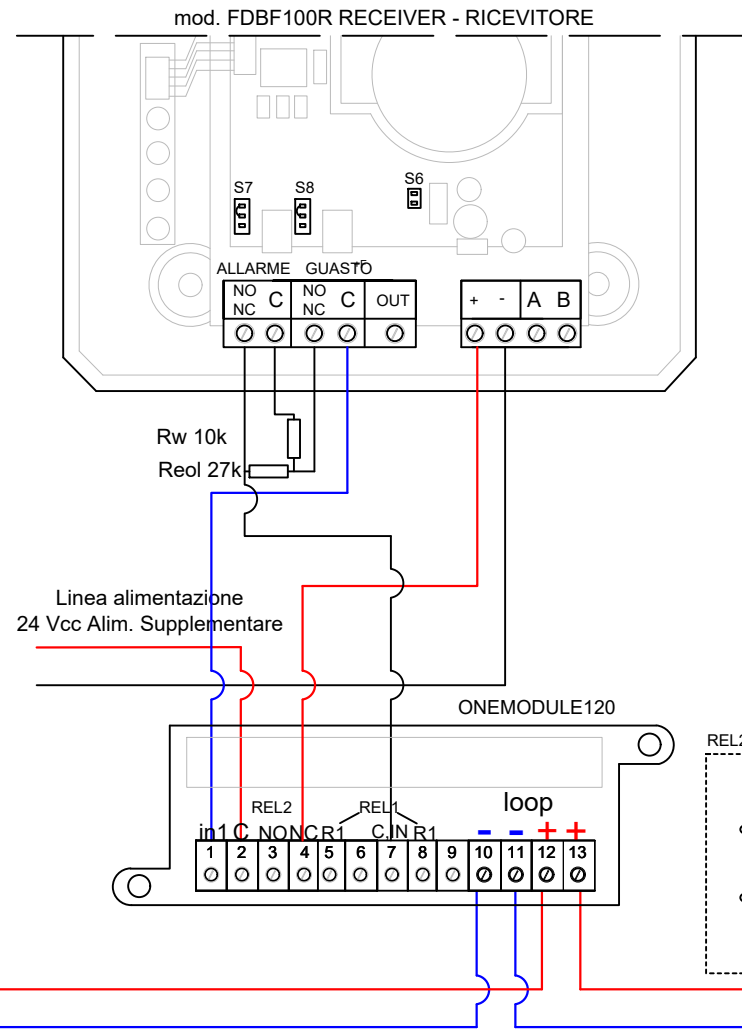 mod. FDBF100R RECEIVER - RICEVITORE
S7 S8 S6
ALLARME GUASTO
NO C NO C OUT + - A B
NC NC
Rw 10k
Reol 27k
Linea alimentazione
24 Vcc Alim. Supplementare
ONEMODULE120
REL2
loop
REL2 REL1
- - + +
in1 C NO NC R1 C,IN R1
1 2 3 4 5 6 7 8 9 10 11 12 13